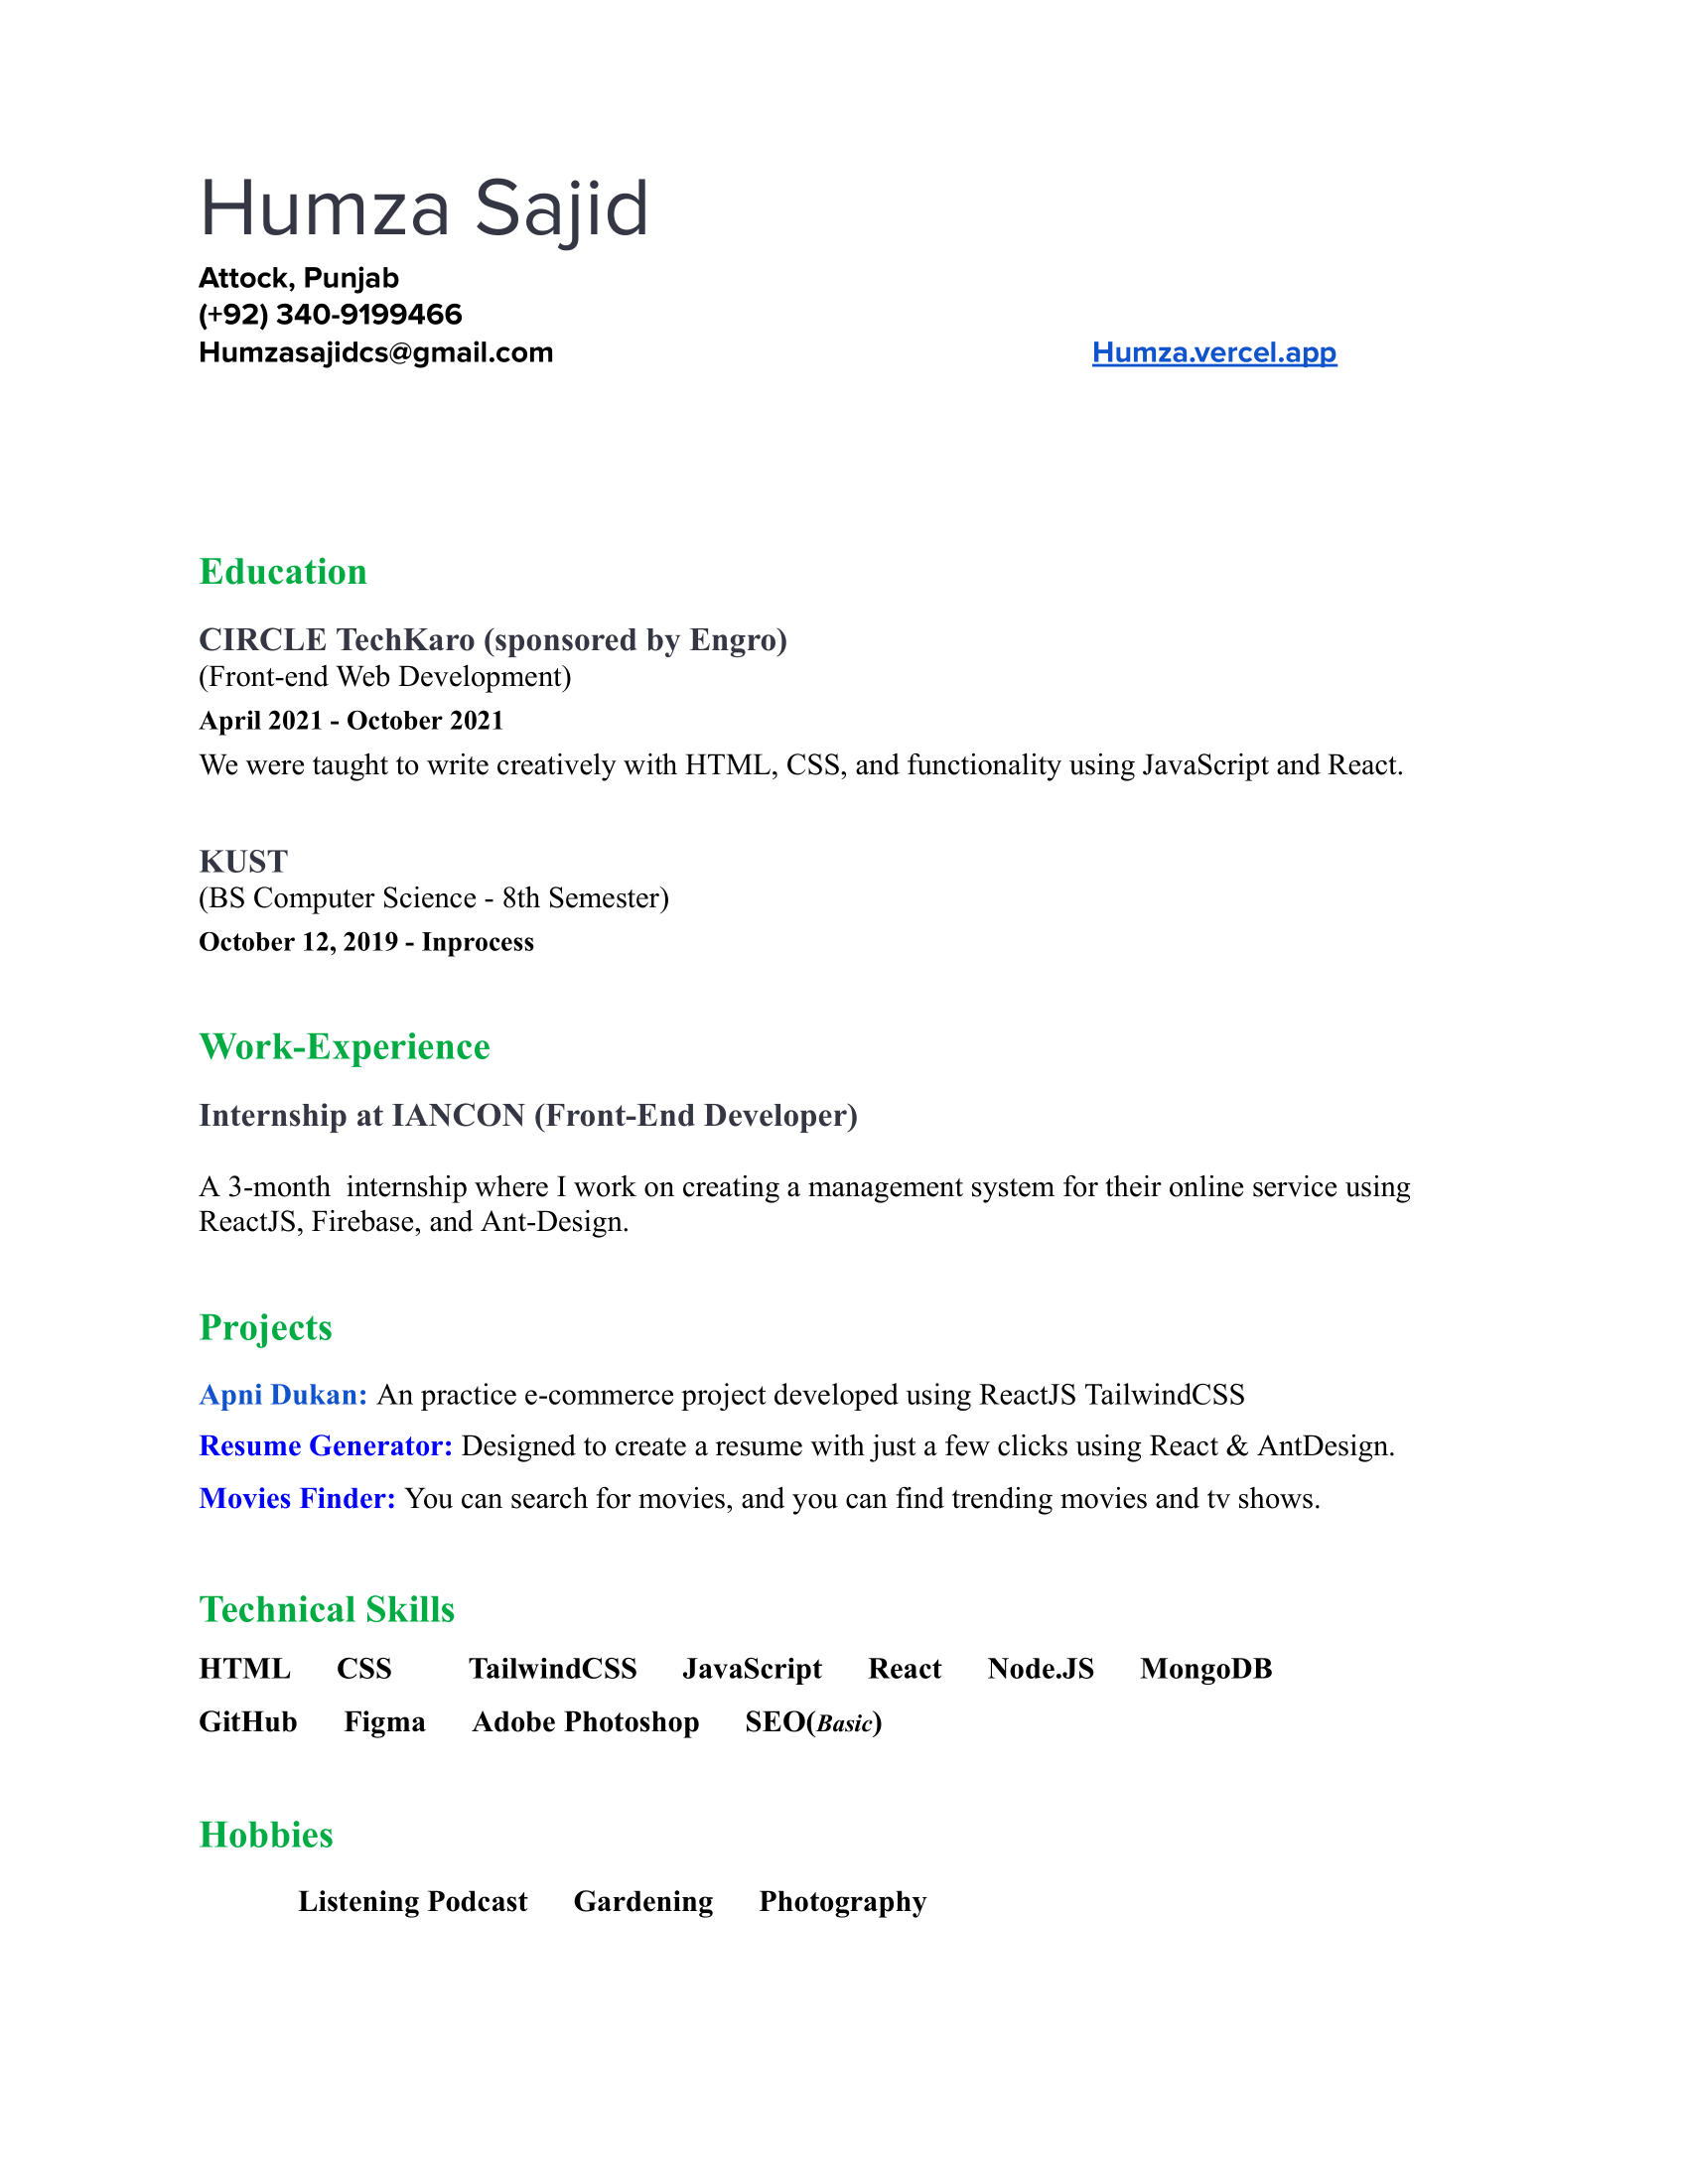 Humza Sajid
Attock, Punjab
(+92) 340-9199466
Humzasajidcs@gmail.com Humza.vercel.app
Education
CIRCLE TechKaro (sponsored by Engro)
(Front-end Web Development)
April 2021 - October 2021
We were taught to write creatively with HTML, CSS, and functionality using JavaScript and React.
KUST
(BS Computer Science - 8th Semester)
October 12, 2019 - Inprocess
Work-Experience
Internship at IANCON (Front-End Developer)
A 3-month internship where I work on creating a management system for their online service using
ReactJS, Firebase, and Ant-Design.
Projects
Apni Dukan: An practice e-commerce project developed using ReactJS TailwindCSS
Resume Generator: Designed to create a resume with just a few clicks using React & AntDesign.
Movies Finder: You can search for movies, and you can find trending movies and tv shows.
Technical Skills
HTML CSS TailwindCSS JavaScript React Node.JS MongoDB
GitHub Figma Adobe Photoshop SEO(Basic)
Hobbies
Listening Podcast Gardening Photography